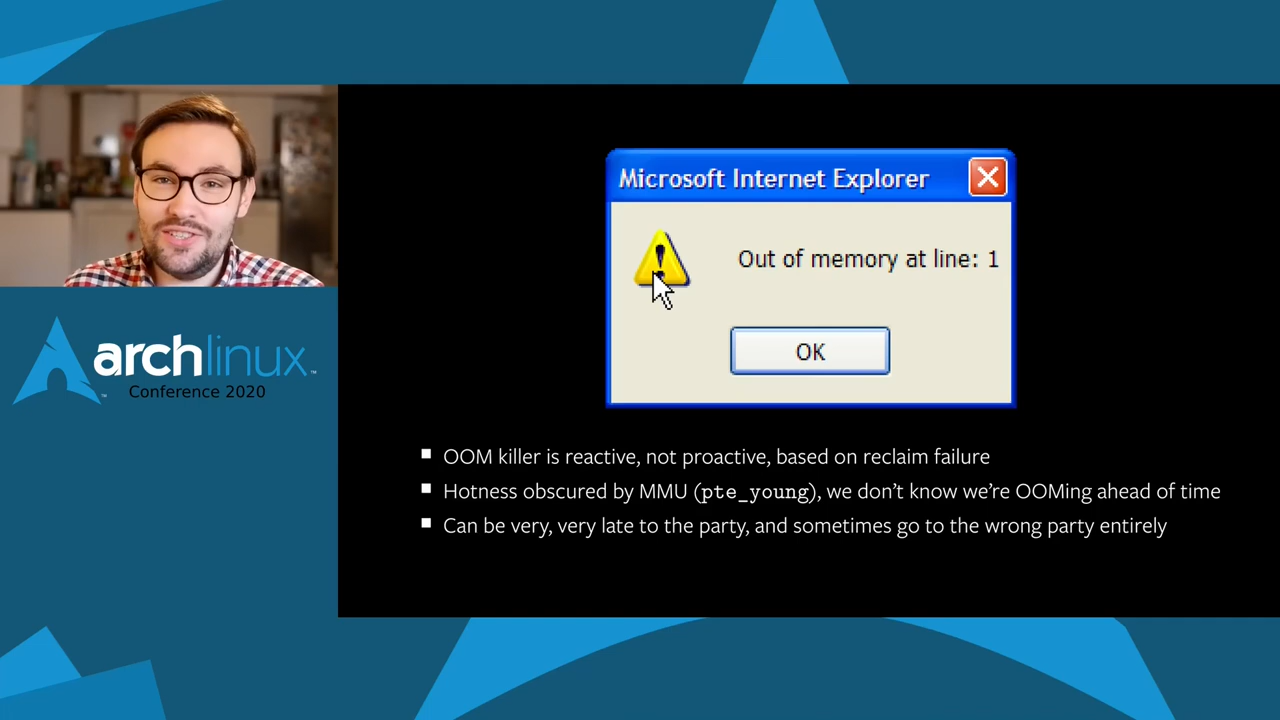 archlinux
Conference 2020
Microsoft Internet Explorer
Out of memory at line: 1
OK
OOM killer is reactive, not proactive, based on reclaim failure
Hotness obscured by MMU (pte_young), we don't know we're OOMing ahead of time
Can be very, very late to the party, and sometimes go to the wrong party entirely